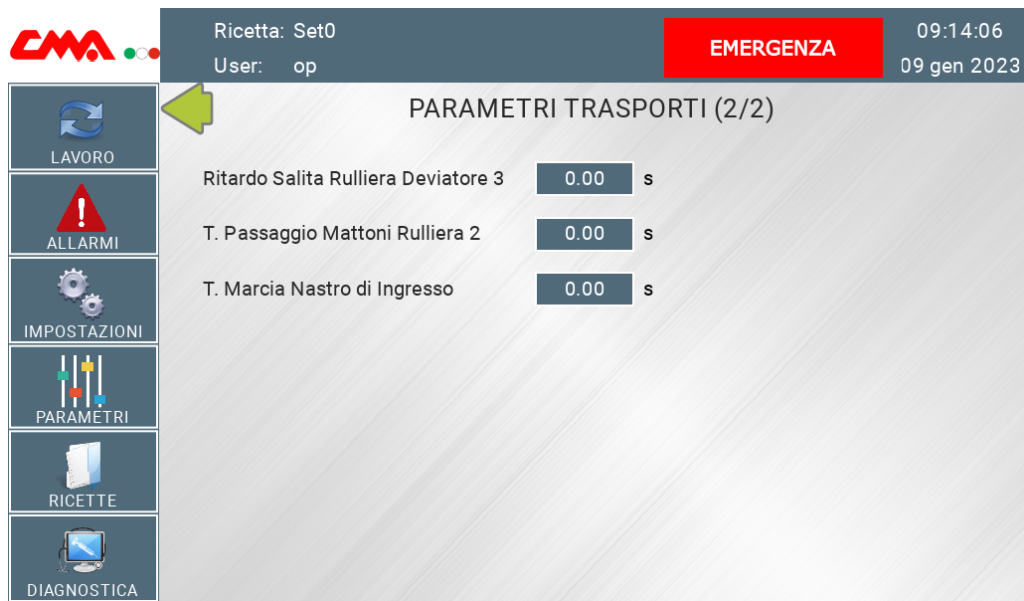 CMA
Ricetta: Set0
User: op
EMERGENZA
09:14:06
09 gen 2023
LAVORO
ALLARMI
IMPOSTAZIONI
PARAMETRI
RICETTE
DIAGNOSTICA
PARAMETRI TRASPORTI (2/2)
Ritardo Salita Rulliera Deviatore 3 0.00 s
T. Passaggio Mattoni Rulliera 2 0.00 s
T. Marcia Nastro di Ingresso 0.00 s